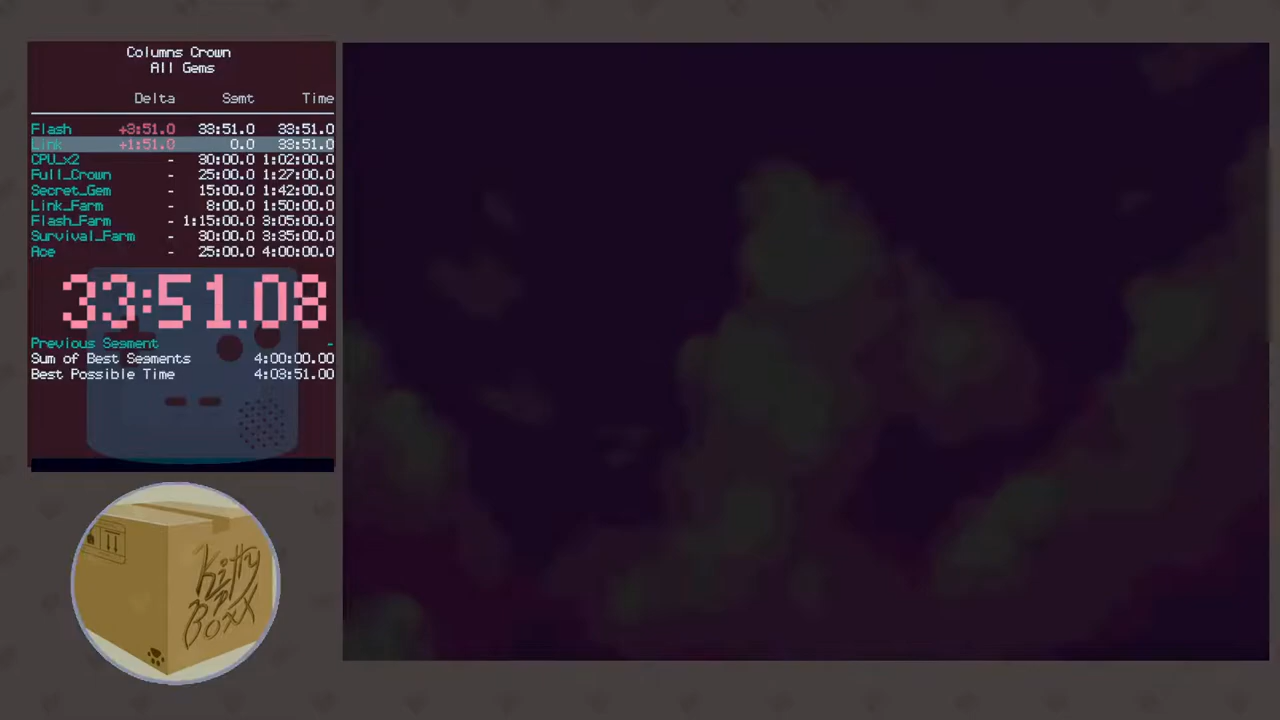 Columns Crown
All Gems
Delta Segmt Time
Flash +3:51.0 33:51.0 33:51.0
Link +1:51.0 0.0 33:51.0
CPU_x2 - 30:00.0 1:02:00.0
Full_Crown - 25:00.0 1:27:00.0
Secret_Gem - 15:00.0 1:42:00.0
Link_Farm - 8:00.0 1:50:00.0
Flash_Farm - 1:15:00.0 3:05:00.0
Survival_Farm - 30:00.0 3:35:00.0
Ace - 25:00.0 4:00:00.0
33:51.08
Previous Segment -
Sum of Best Segments 4:00:00.00
Best Possible Time 4:03:51.00
Kitty
BoxX